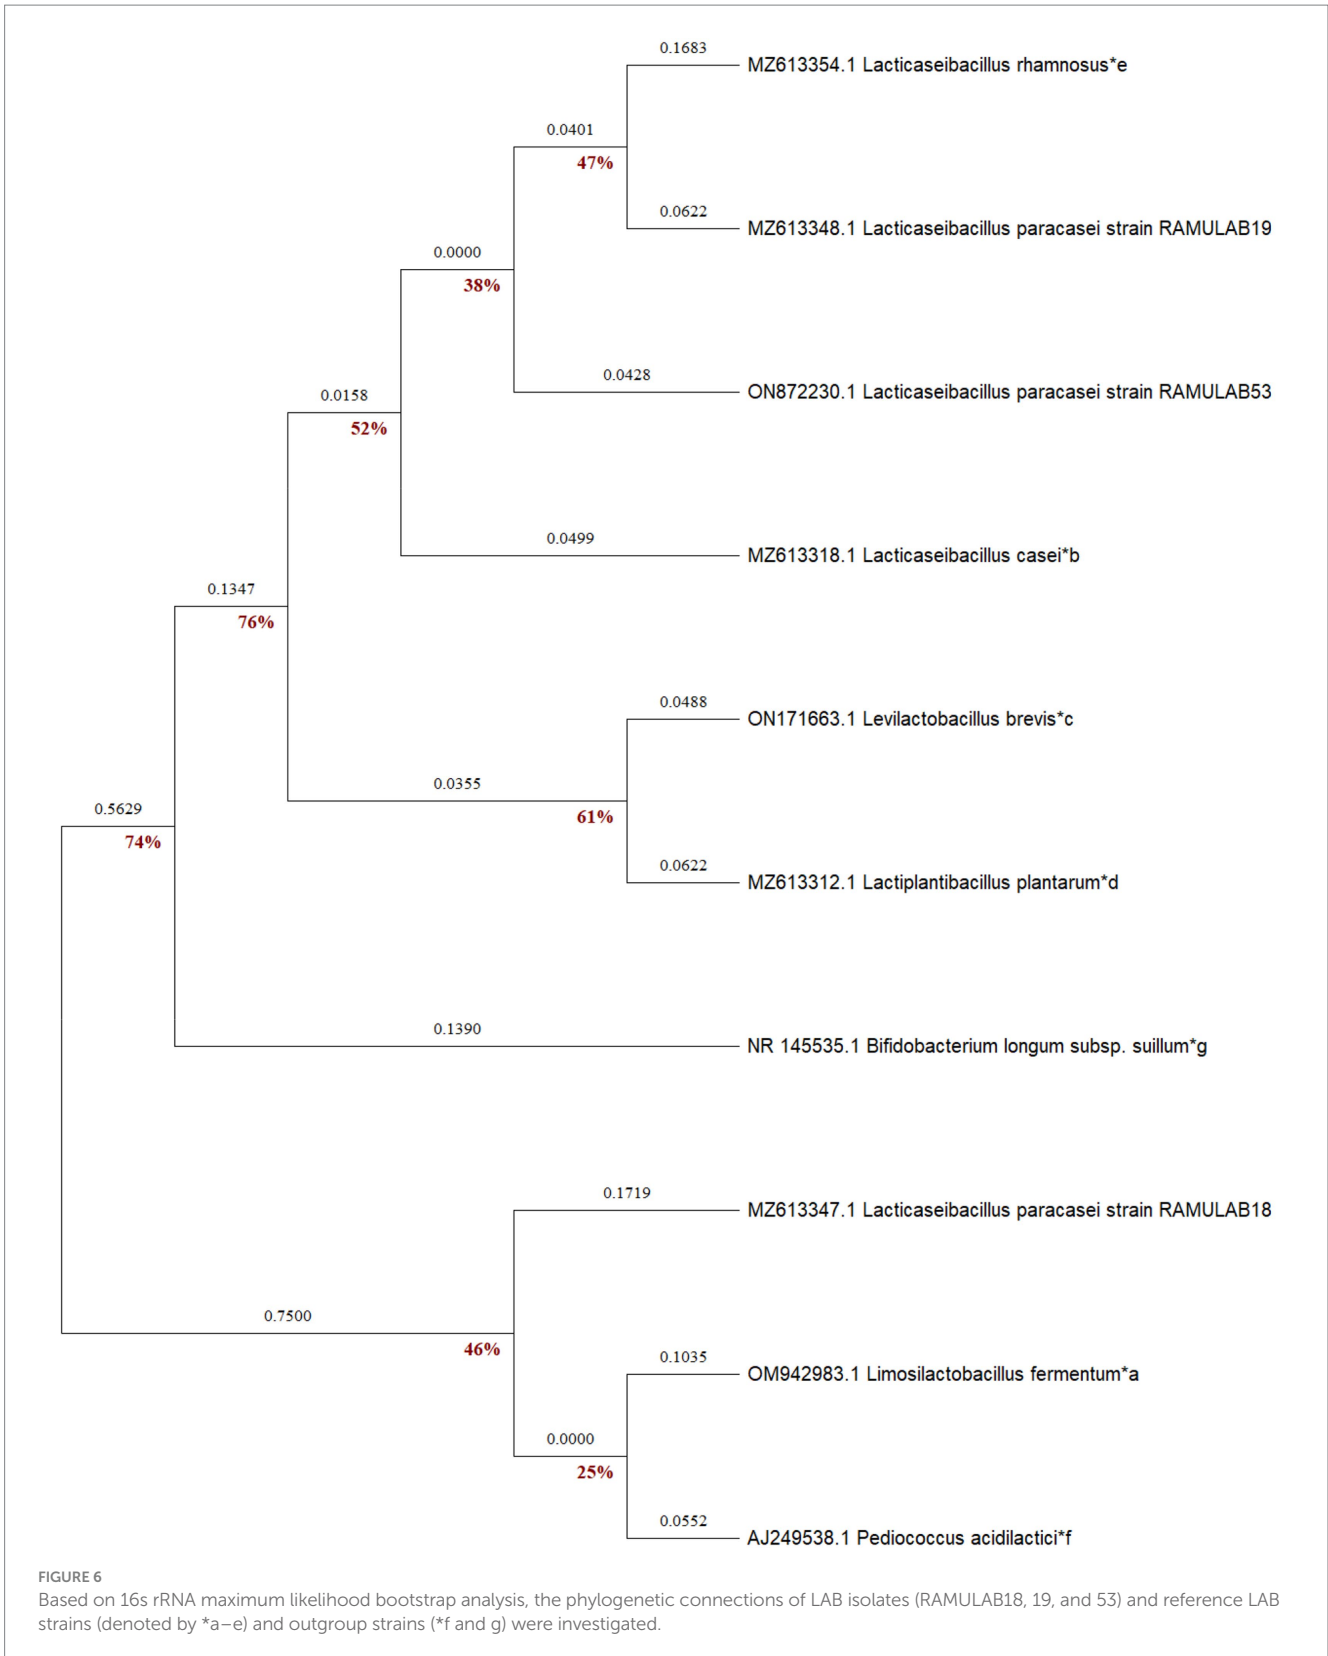 0.1683
MZ613354.1 Lacticaseibacillus rhamnosus*e
0.0401
47%
0.0622
MZ613348.1 Lacticaseibacillus paracasei strain RAMULAB19
0.0000
38%
0.0428
ON872230.1 Lacticaseibacillus paracasei strain RAMULAB53
0.0158
52%
0.0499
MZ613318.1 Lacticaseibacillus casei*b
0.1347
76%
0.0488
ON171663.1 Levilactobacillus brevis*c
0.0355
61%
0.5629
74%
0.0622
MZ613312.1 Lactiplantibacillus plantarum*d
0.1390
NR 145535.1 Bifidobacterium longum subsp. suillum*g
0.1719
MZ613347.1 Lacticaseibacillus paracasei strain RAMULAB18
0.7500
46%
0.1035
OM942983.1 Limosilactobacillus fermentum*a
0.0000
25%
0.0552
AJ249538.1 Pediococcus acidilactici*f
FIGURE 6
Based on 16s rRNA maximum likelihood bootstrap analysis, the phylogenetic connections of LAB isolates (RAMULAB18, 19, and 53) and reference LAB
strains (denoted by *a–e) and outgroup strains (*f and g) were investigated.